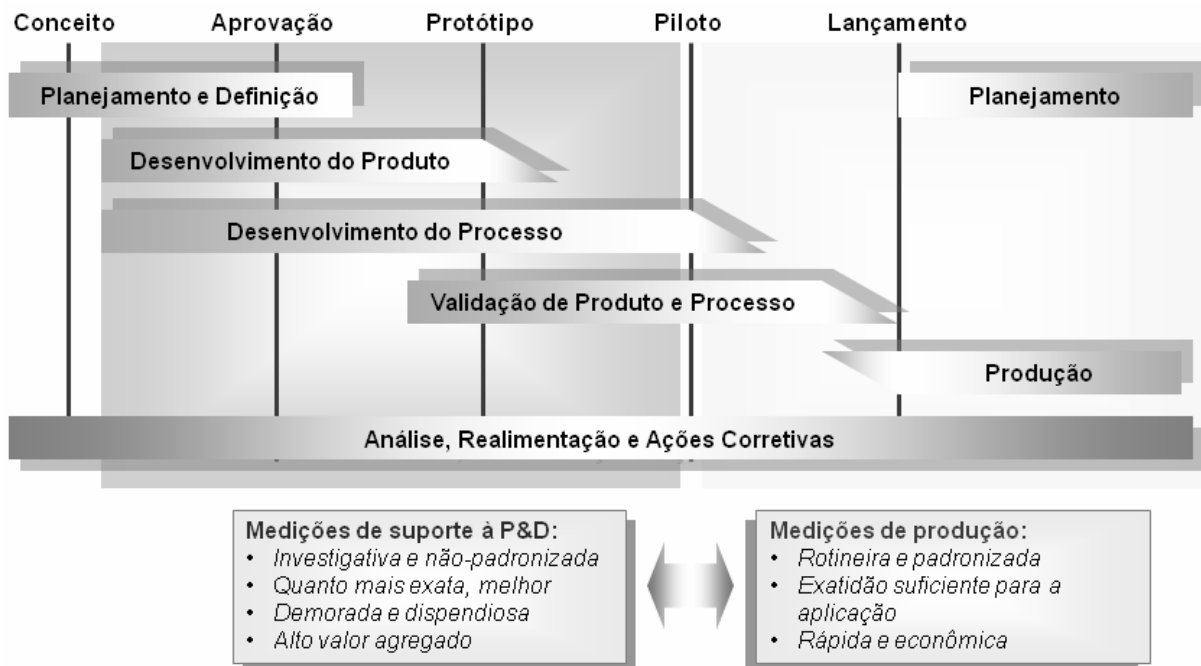 Conceito Aprovação Protótipo Piloto Lançamento
Planejamento e Definição
Planejamento
Desenvolvimento do Produto
Desenvolvimento do Processo
Validação de Produto e Processo
Produção
Análise, Realimentação e Ações Corretivas
Medições de suporte à P&D:
• Investigativa e não-padronizada
• Quanto mais exata, melhor
• Demorada e dispendiosa
• Alto valor agregado
Medições de produção:
• Rotineira e padronizada
• Exatidão suficiente para a
aplicação
• Rápida e econômica